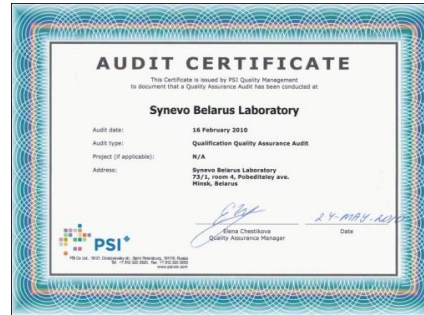 AUDIT CERTIFICATE
This Certificate is issued by PSI Quality Management
to document that a Quality Assurance Audit has been conducted at
Synevo Belarus Laboratory
Audit date: 16 February 2010
Audit type: Qualification Quality Assurance Audit
Project (if applicable): N/A
Address: Synevo Belarus Laboratory
73/1, room 4, Pobediteley ave.
Minsk, Belarus
24-MAY-2010
Elena Chestikova Date
Quality Assurance Manager
PSI